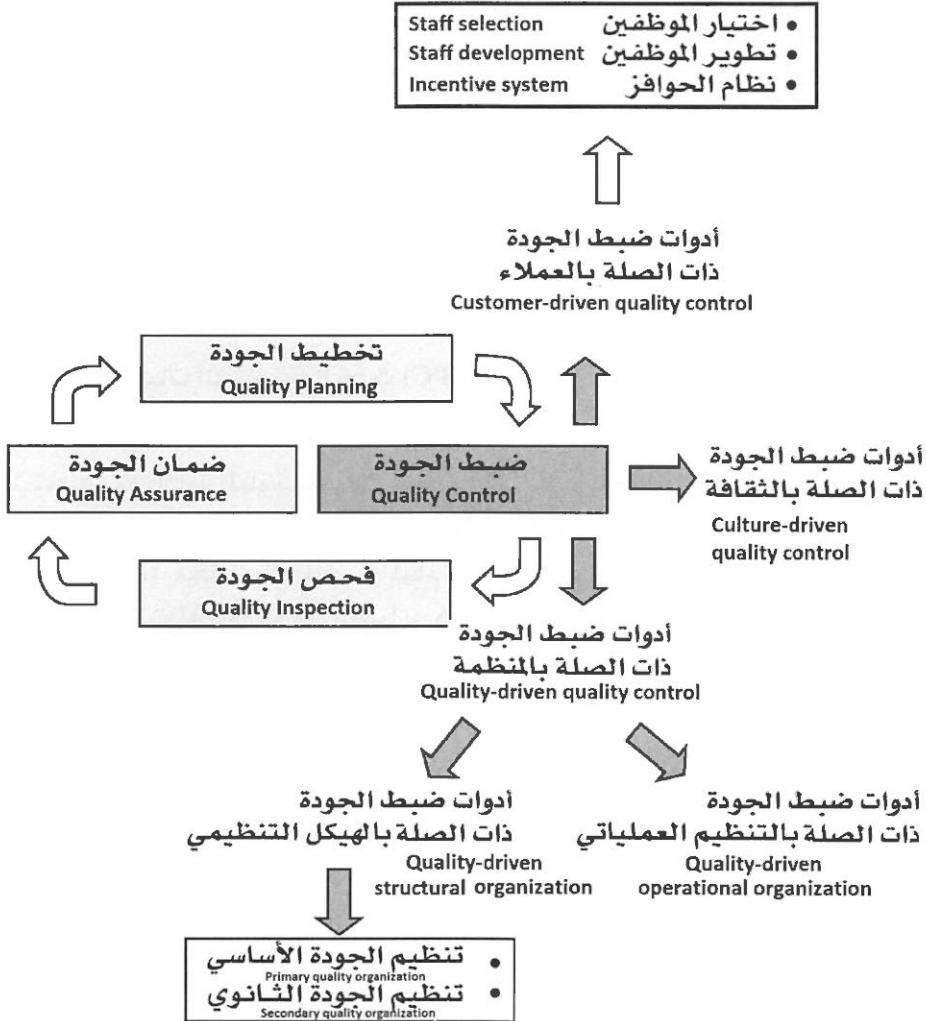 • اختيار الموظفين Staff selection
• تطوير الموظفين Staff development
• نظام الحوافز Incentive system
أدوات ضبط الجودة
ذات الصلة بالعملاء
Customer-driven quality control
تخطيط الجودة
Quality Planning
ضمان الجودة
Quality Assurance
ضبط الجودة
Quality Control
أدوات ضبط الجودة
ذات الصلة بالثقافة
Culture-driven
quality control
فحص الجودة
Quality Inspection
أدوات ضبط الجودة
ذات الصلة بالمنظمة
Quality-driven quality control
أدوات ضبط الجودة
ذات الصلة بالتنظيم العملياتي
Quality-driven
operational organization
أدوات ضبط الجودة
ذات الصلة بالهيكل التنظيمي
Quality-driven
structural organization
• تنظيم الجودة الأساسي
Primary quality organization
• تنظيم الجودة الثانوي
Secondary quality organization